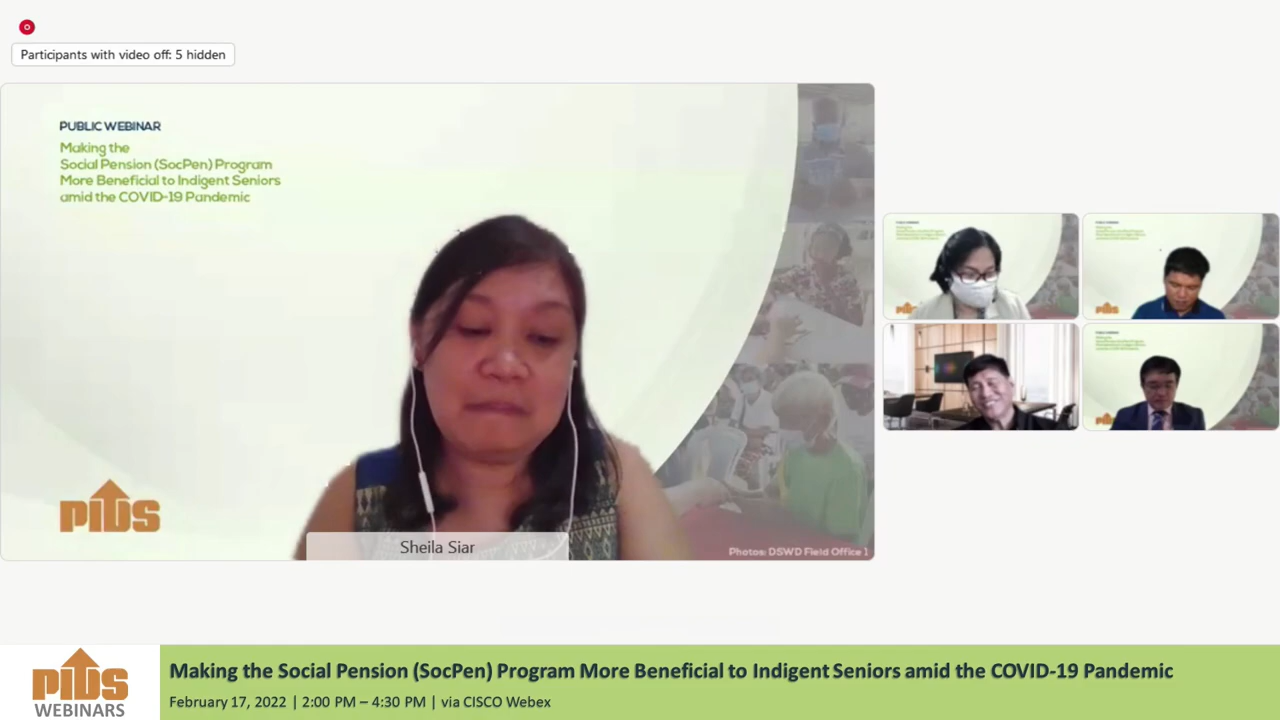 Participants with video off: 5 hidden
PUBLIC WEBINAR
Making the
Social Pension (SocPen) Program
More Beneficial to Indigent Seniors
amid the COVID-19 Pandemic
PIDS
Sheila Siar
Photos: DSWD Field Office 1
PIDS
WEBINARS
Making the Social Pension (SocPen) Program More Beneficial to Indigent Seniors amid the COVID-19 Pandemic
February 17, 2022 | 2:00 PM – 4:30 PM | via CISCO Webex